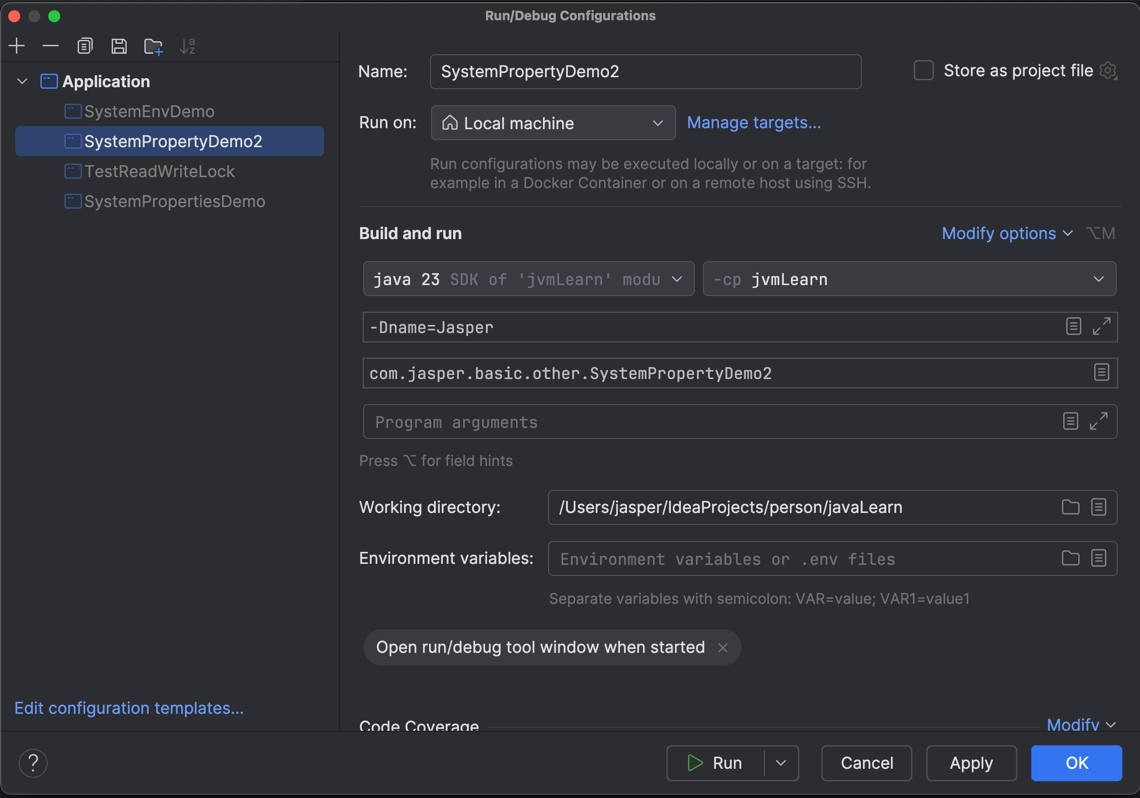 Run/Debug Configurations
Application
SystemEnvDemo
SystemPropertyDemo2
TestReadWriteLock
SystemPropertiesDemo
Edit configuration templates...
Name: SystemPropertyDemo2 Store as project file
Run on: Local machine Manage targets...
Run configurations may be executed locally or on a target: for
example in a Docker Container or on a remote host using SSH.
Build and run Modify options ⌥M
java 23 SDK of 'jvmLearn' modu -cp jvmLearn
-Dname=Jasper
com.jasper.basic.other.SystemPropertyDemo2
Program arguments
Press ⌥ for field hints
Working directory: /Users/jasper/IdeaProjects/person/javaLearn
Environment variables: Environment variables or .env files
Separate variables with semicolon: VAR=value; VAR1=value1
Open run/debug tool window when started ×
Code Coverage Modify
? Run Cancel Apply OK